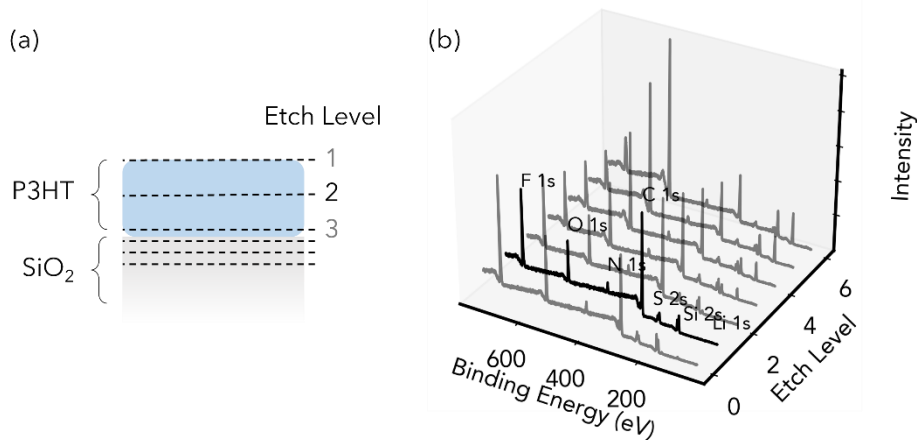 (a)
Etch Level
1
P3HT
2
3
SiO₂
(b)
Intensity
F 1s
C 1s
O 1s
N 1s
S 2s
Si 2s
Li 1s
600
400
200
Binding Energy (eV)
0
2
4
6
Etch Level